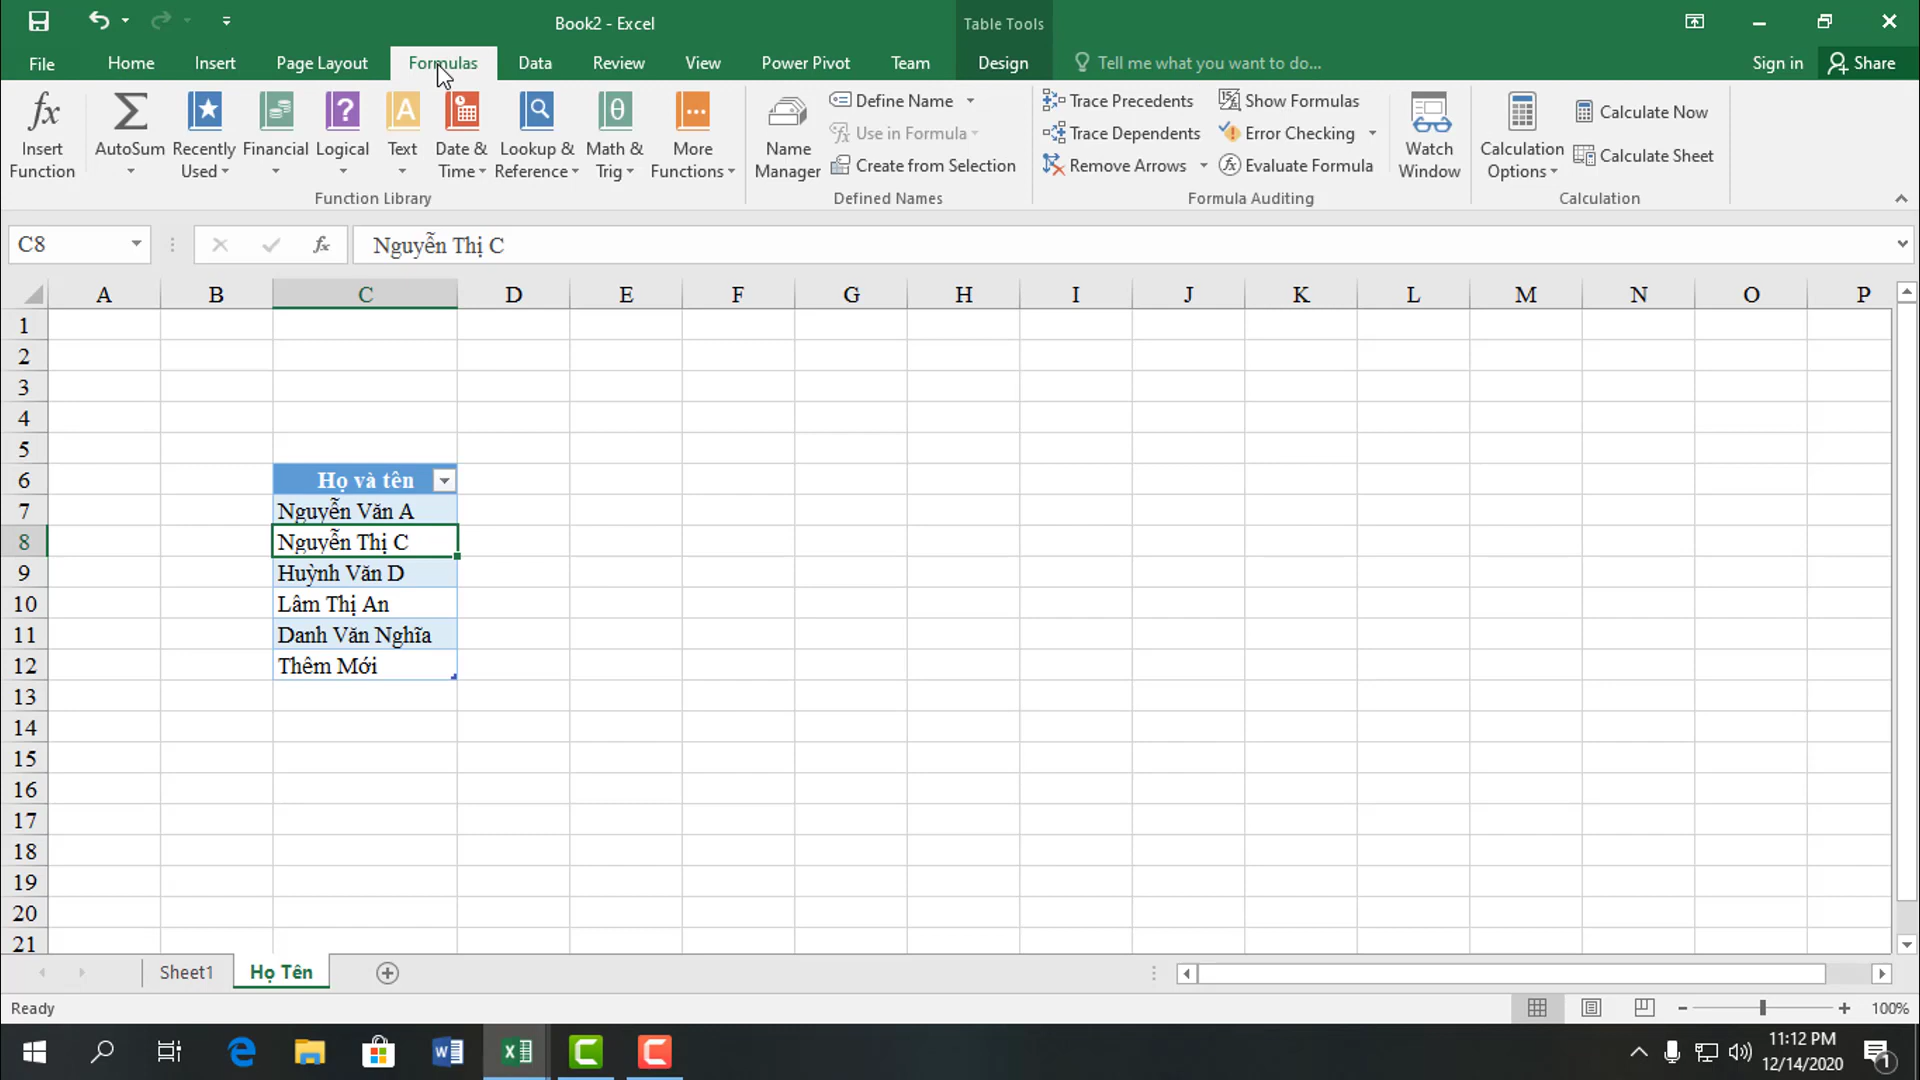 Book2 - Excel
Table Tools
File Home Insert Page Layout Formulas Data Review View Power Pivot Team Design Tell me what you want to do... Sign in Share
Insert Function
AutoSum
Recently Used
Financial
Logical
Text
Date & Time
Lookup & Reference
Math & Trig
More Functions
Function Library
Name Manager
Define Name
Use in Formula
Create from Selection
Defined Names
Trace Precedents
Trace Dependents
Remove Arrows
Show Formulas
Error Checking
Evaluate Formula
Formula Auditing
Watch Window
Calculation Options
Calculate Now
Calculate Sheet
Calculation
C8 fx Nguyễn Thị C
A B C D E F G H I J K L M N O P
1
2
3
4
5
6 Họ và tên
7 Nguyễn Văn A
8 Nguyễn Thị C
9 Huỳnh Văn D
10 Lâm Thị An
11 Danh Văn Nghĩa
12 Thêm Mới
13
14
15
16
17
18
19
20
21
Sheet1 Họ Tên
Ready 100%
11:12 PM
12/14/2020
1